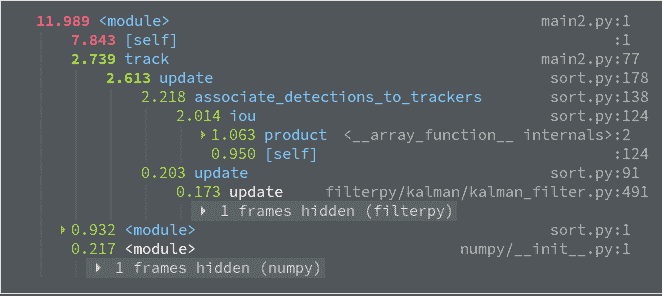 11.989 <module> main2.py:1
7.843 [self] :1
2.739 track main2.py:77
2.613 update sort.py:178
2.218 associate_detections_to_trackers sort.py:138
2.014 iou sort.py:124
1.063 product <__array_function__ internals>:2
0.950 [self] :124
0.203 update sort.py:91
0.173 update filterpy/kalman/kalman_filter.py:491
1 frames hidden (filterpy)
0.932 <module> sort.py:1
0.217 <module> numpy/__init__.py:1
1 frames hidden (numpy)